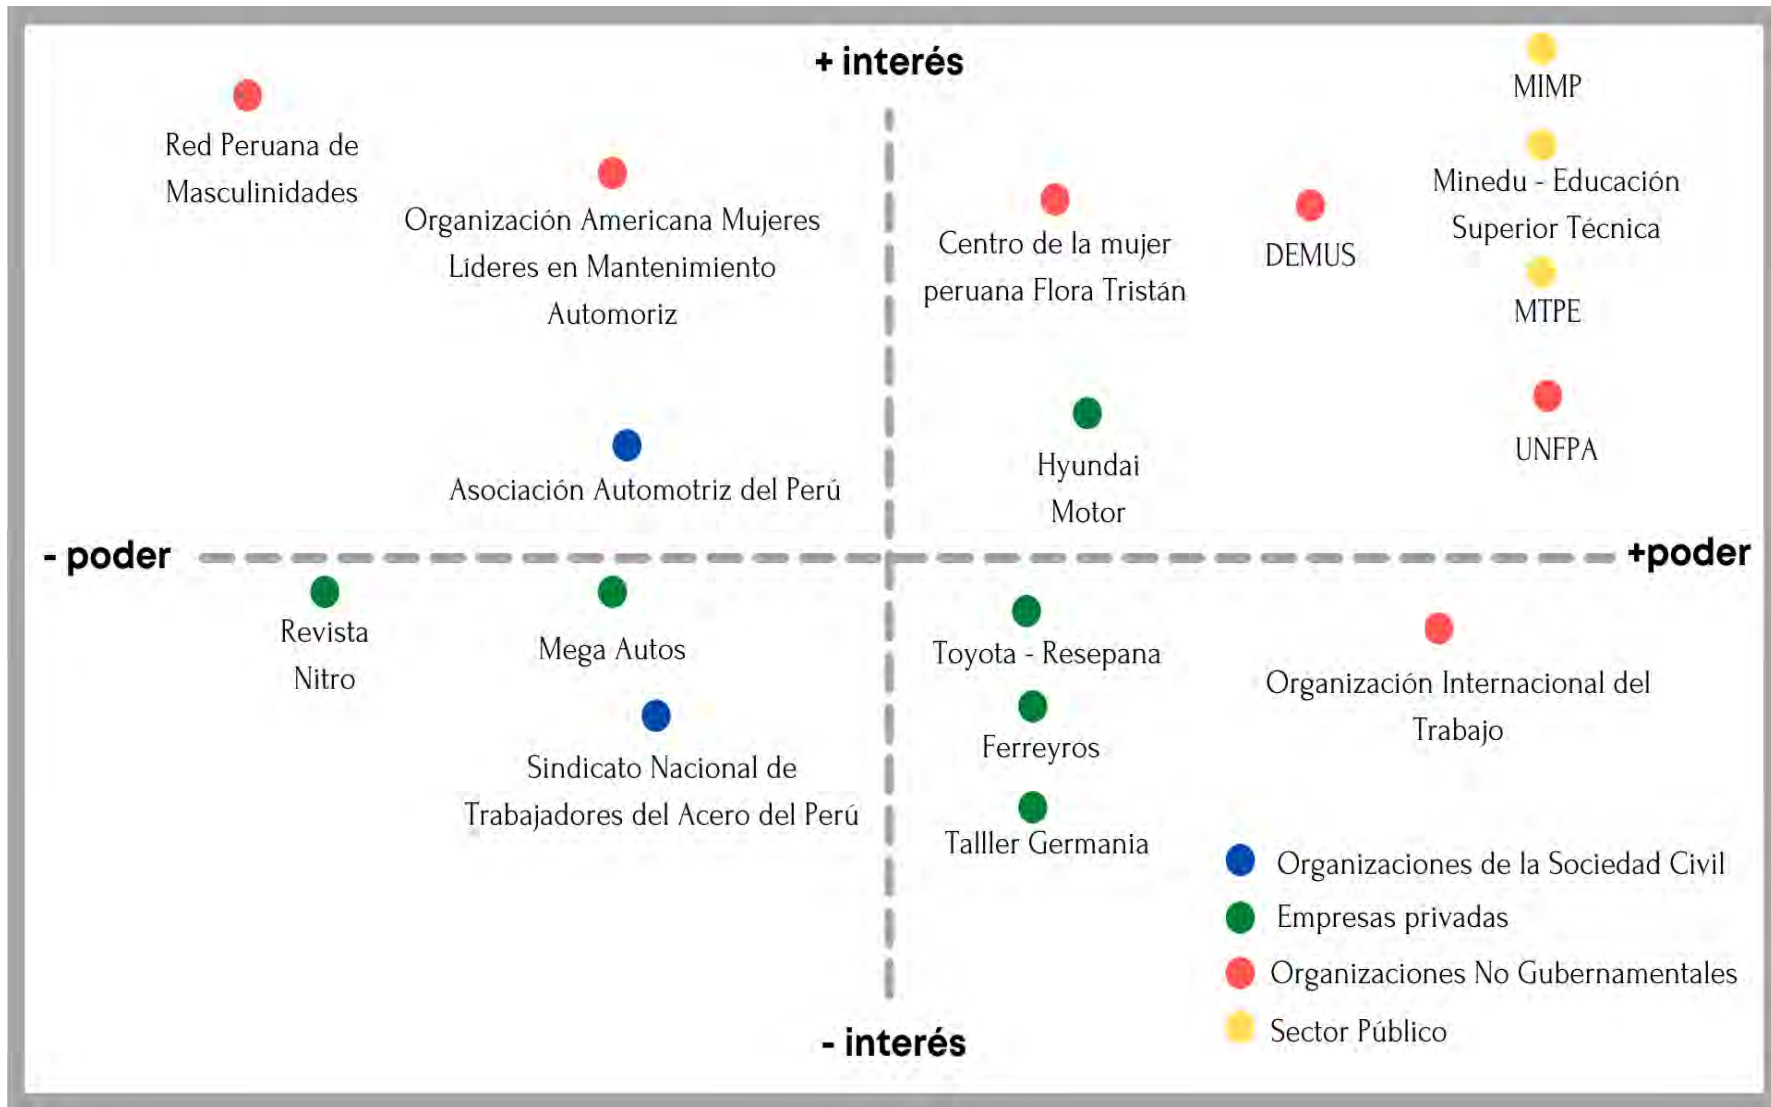 + interés
MIMP
Red Peruana de
Masculinidades
Organización Americana Mujeres
Líderes en Mantenimiento
Automoriz
Centro de la mujer
peruana Flora Tristán
DEMUS
Minedu - Educación
Superior Técnica
MTPE
UNFPA
Hyundai
Motor
Asociación Automotriz del Perú
- poder
+poder
Revista
Nitro
Mega Autos
Sindicato Nacional de
Trabajadores del Acero del Perú
Toyota - Resepana
Ferreyros
Talller Germania
Organización Internacional del
Trabajo
Organizaciones de la Sociedad Civil
Empresas privadas
Organizaciones No Gubernamentales
Sector Público
- interés